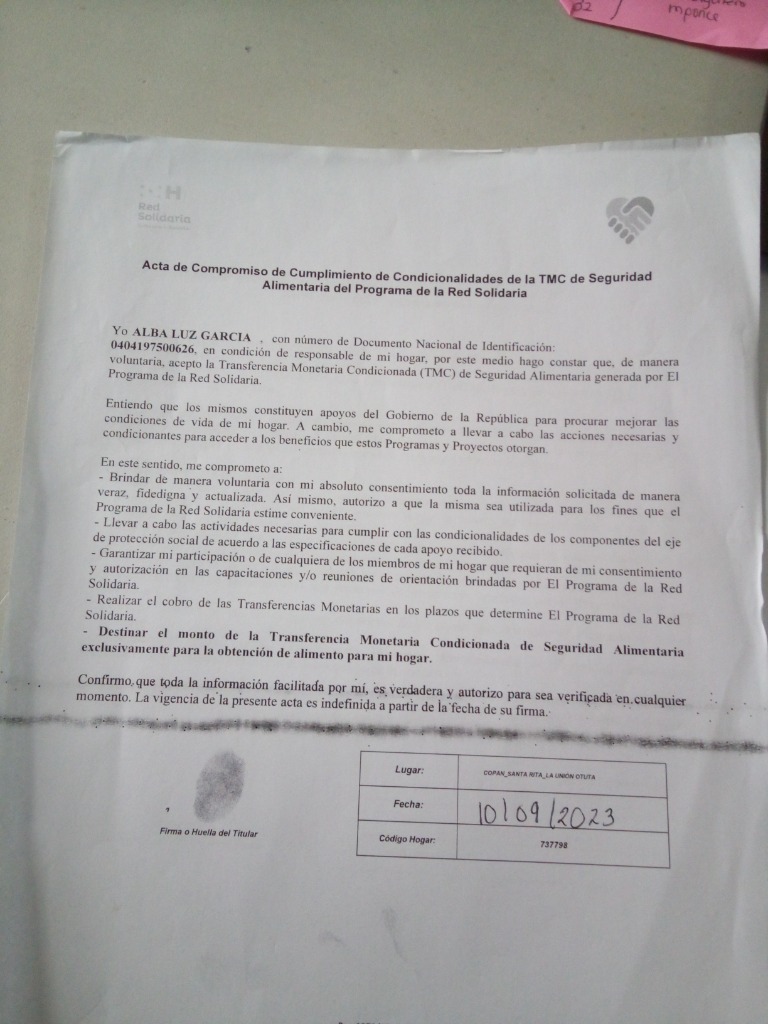 mponce
H
Red
Solidaria
Acta de Compromiso de Cumplimiento de Condicionalidades de la TMC de Seguridad
Alimentaria del Programa de la Red Solidaria
Yo ALBA LUZ GARCIA , con número de Documento Nacional de Identificación:
0404197500626, en condición de responsable de mi hogar, por este medio hago constar que, de manera
voluntaria, acepto la Transferencia Monetaria Condicionada (TMC) de Seguridad Alimentaria generada por El
Programa de la Red Solidaria.
Entiendo que los mismos constituyen apoyos del Gobierno de la República para procurar mejorar las
condiciones de vida de mi hogar. A cambio, me comprometo a llevar a cabo las acciones necesarias y
condicionantes para acceder a los beneficios que estos Programas y Proyectos otorgan.
En este sentido, me comprometo a:
- Brindar de manera voluntaria con mi absoluto consentimiento toda la información solicitada de manera
veraz, fidedigna y actualizada. Así mismo, autorizo a que la misma sea utilizada para los fines que el
Programa de la Red Solidaria estime conveniente.
- Llevar a cabo las actividades necesarias para cumplir con las condicionalidades de los componentes del eje
de protección social de acuerdo a las especificaciones de cada apoyo recibido.
- Garantizar mi participación o de cualquiera de los miembros de mi hogar que requieran de mi consentimiento
y autorización en las capacitaciones y/o reuniones de orientación brindadas por El Programa de la Red
Solidaria.
- Realizar el cobro de las Transferencias Monetarias en los plazos que determine El Programa de la Red
Solidaria.
- Destinar el monto de la Transferencia Monetaria Condicionada de Seguridad Alimentaria
exclusivamente para la obtención de alimento para mi hogar.
Confirmo que toda la información facilitada por mí, es verdadera y autorizo para sea verificada en cualquier
momento. La vigencia de la presente acta es indefinida a partir de la fecha de su firma.
Lugar: COPAN_SANTA RITA_LA UNIÓN OTUTA
Fecha: 10/09/2023
Código Hogar: 737798
Firma o Huella del Titular